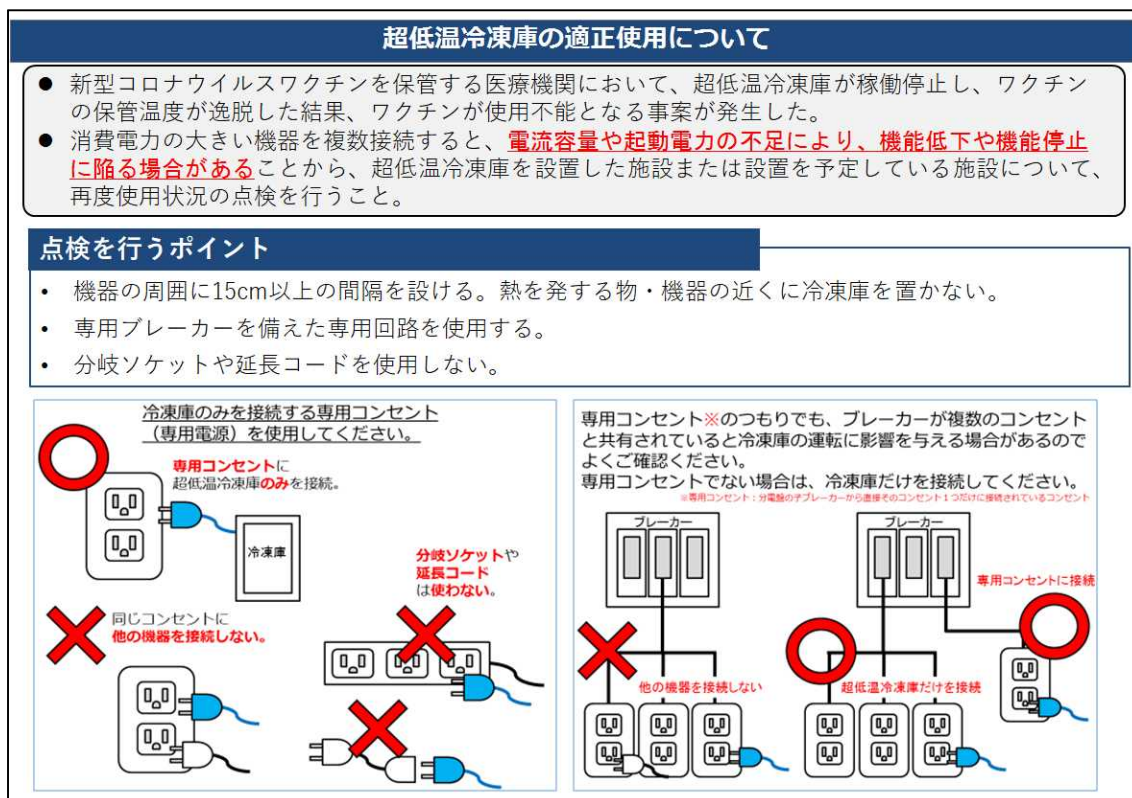 超低温冷凍庫の適正使用について
● 新型コロナウイルスワクチンを保管する医療機関において、超低温冷凍庫が稼働停止し、ワクチン
の保管温度が逸脱した結果、ワクチンが使用不能となる事案が発生した。
● 消費電力の大きい機器を複数接続すると、電流容量や起動電力の不足により、機能低下や機能停止
に陥る場合があることから、超低温冷凍庫を設置した施設または設置を予定している施設について、
再度使用状況の点検を行うこと。
点検を行うポイント
• 機器の周囲に15cm以上の間隔を設ける。熱を発する物・機器の近くに冷凍庫を置かない。
• 専用ブレーカーを備えた専用回路を使用する。
• 分岐ソケットや延長コードを使用しない。
冷凍庫のみを接続する専用コンセント
（専用電源）を使用してください。
専用コンセントに
超低温冷凍庫のみを接続。
冷凍庫
分岐ソケットや
延長コード
は使わない。
同じコンセントに
他の機器を接続しない。
専用コンセント※のつもりでも、ブレーカーが複数のコンセント
と共有されていると冷凍庫の運転に影響を与える場合があるので
よくご確認ください。
専用コンセントでない場合は、冷凍庫だけを接続してください。
※専用コンセント：分電盤の子ブレーカーから直接そのコンセント１つだけに接続されているコンセント
ブレーカー
他の機器を接続しない
ブレーカー
専用コンセントに接続
超低温冷凍庫だけを接続